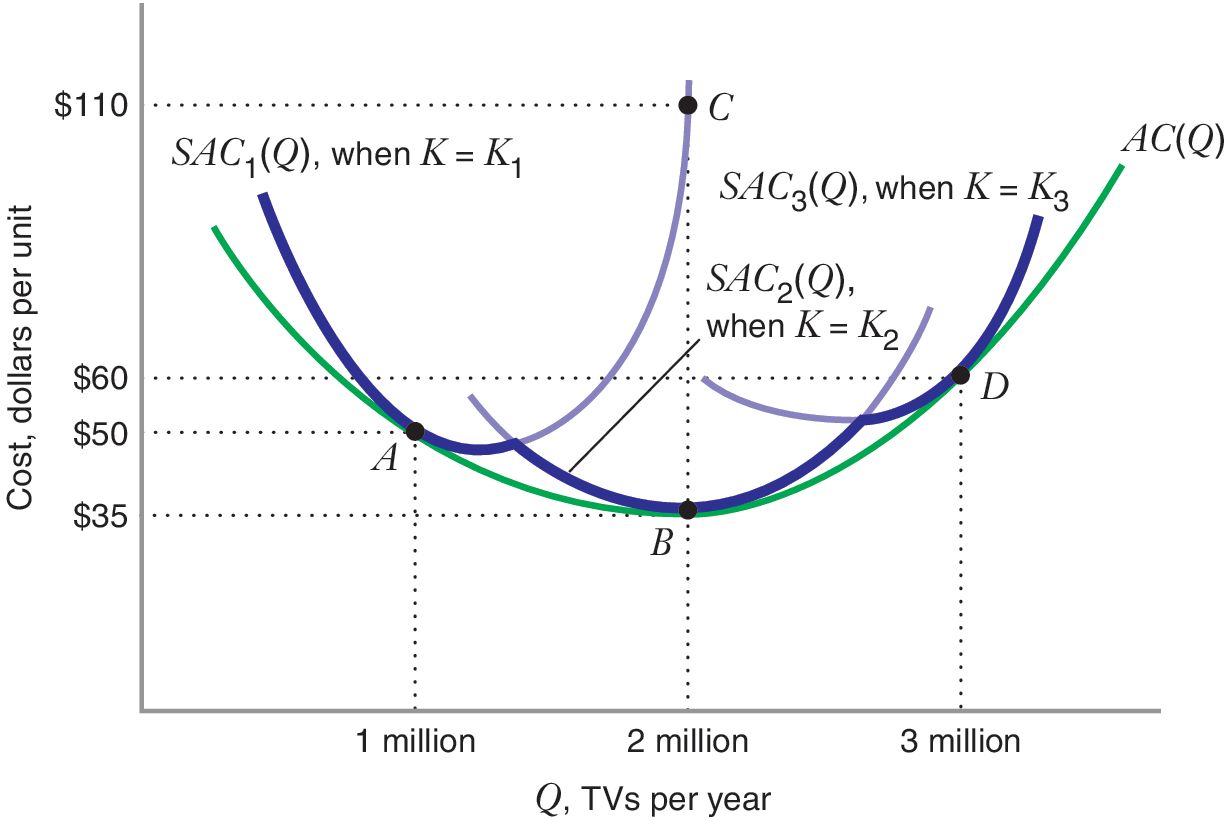 $110
C
AC(Q)
SAC₁(Q), when K = K₁
SAC₃(Q), when K = K₃
SAC₂(Q),
when K = K₂
Cost, dollars per unit
$60
D
$50
A
$35
B
1 million
2 million
3 million
Q, TVs per year